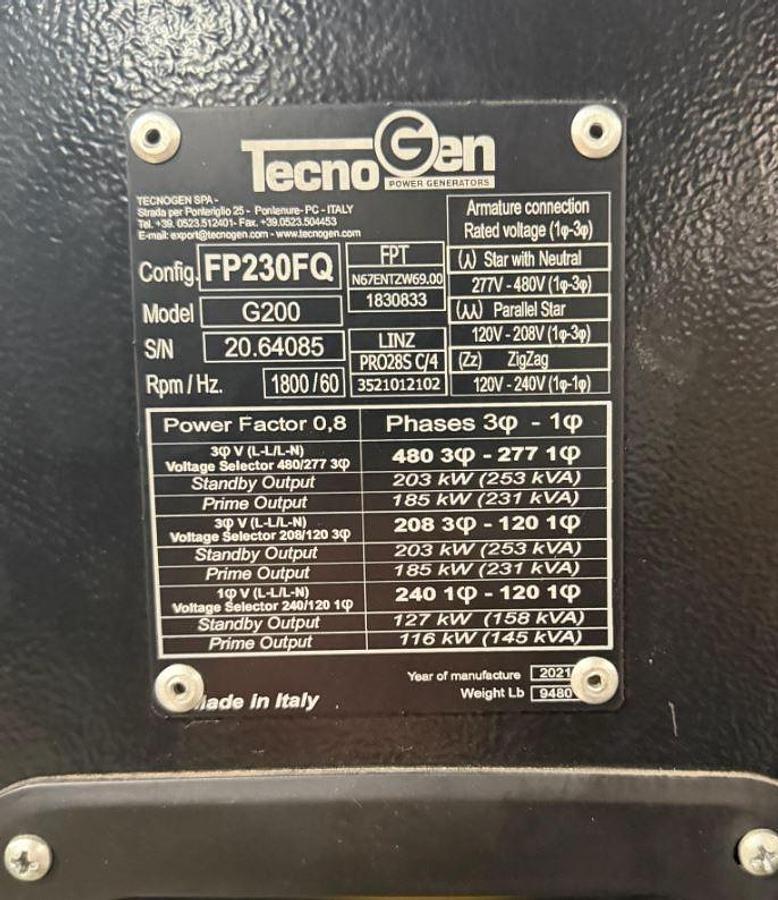 TecnoGen
POWER GENERATORS
TECNOGEN SPA -
Strada per Ponteriglio 25 - Pontenure- PC - ITALY
Tel. +39. 0523.512401- Fax. +39.0523.504453
E-mail: export@tecnogen.com - www.tecnogen.com
Config. FP230FQ
Model G200
S/N 20.64085
Rpm / Hz. 1800/60
FPT
N67ENTZW69.00
1830833
LINZ
PRO28S C/4
3521012102
Armature connection
Rated voltage (1φ-3φ)
(⅄) Star with Neutral
277V - 480V (1φ-3φ)
(⅄⅄) Parallel Star
120V - 208V (1φ-3φ)
(Zz) ZigZag
120V - 240V (1φ-1φ)
Power Factor 0,8 Phases 3φ - 1φ
3φ V (L-L/L-N)
Voltage Selector 480/277 3φ 480 3φ - 277 1φ
Standby Output 203 kW (253 kVA)
Prime Output 185 kW (231 kVA)
3φ V (L-L/L-N)
Voltage Selector 208/120 3φ 208 3φ - 120 1φ
Standby Output 203 kW (253 kVA)
Prime Output 185 kW (231 kVA)
1φ V (L-L/L-N)
Voltage Selector 240/120 1φ 240 1φ - 120 1φ
Standby Output 127 kW (158 kVA)
Prime Output 116 kW (145 kVA)
Year of manufacture 2021
Weight Lb 9480
Made in Italy